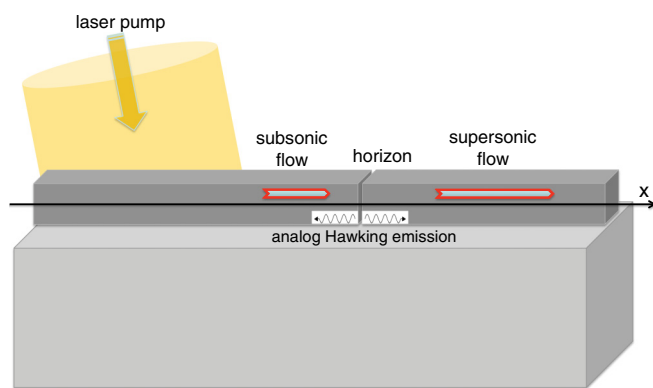 laser pump
subsonic
flow
horizon
supersonic
flow
x
analog Hawking emission